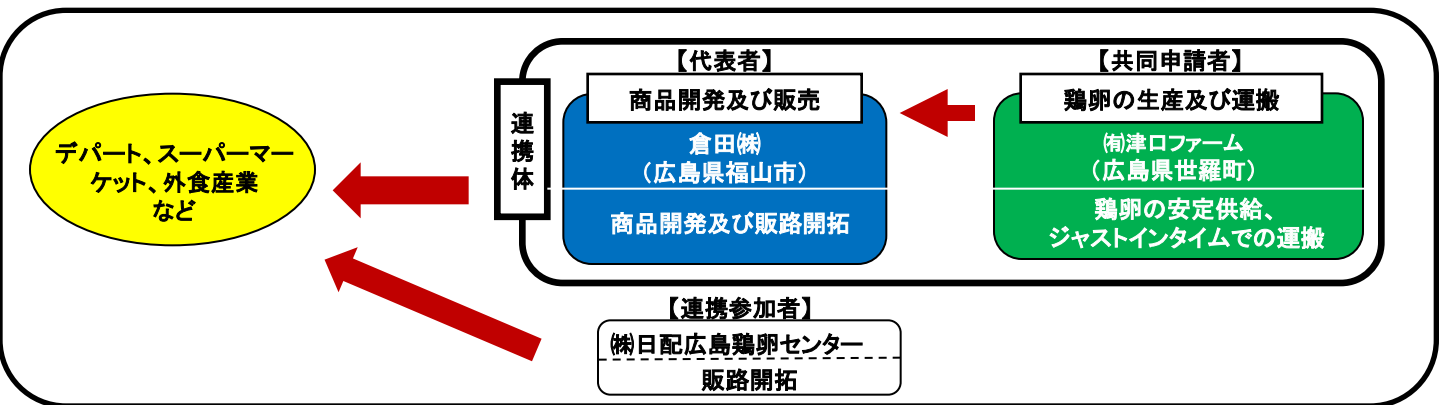 【代表者】
【共同申請者】
商品開発及び販売
鶏卵の生産及び運搬
連
携
体
倉田㈱
（広島県福山市）
商品開発及び販路開拓
㈲津口ファーム
（広島県世羅町）
鶏卵の安定供給、
ジャストインタイムでの運搬
デパート、スーパーマー
ケット、外食産業
など
【連携参加者】
㈱日配広島鶏卵センター
販路開拓